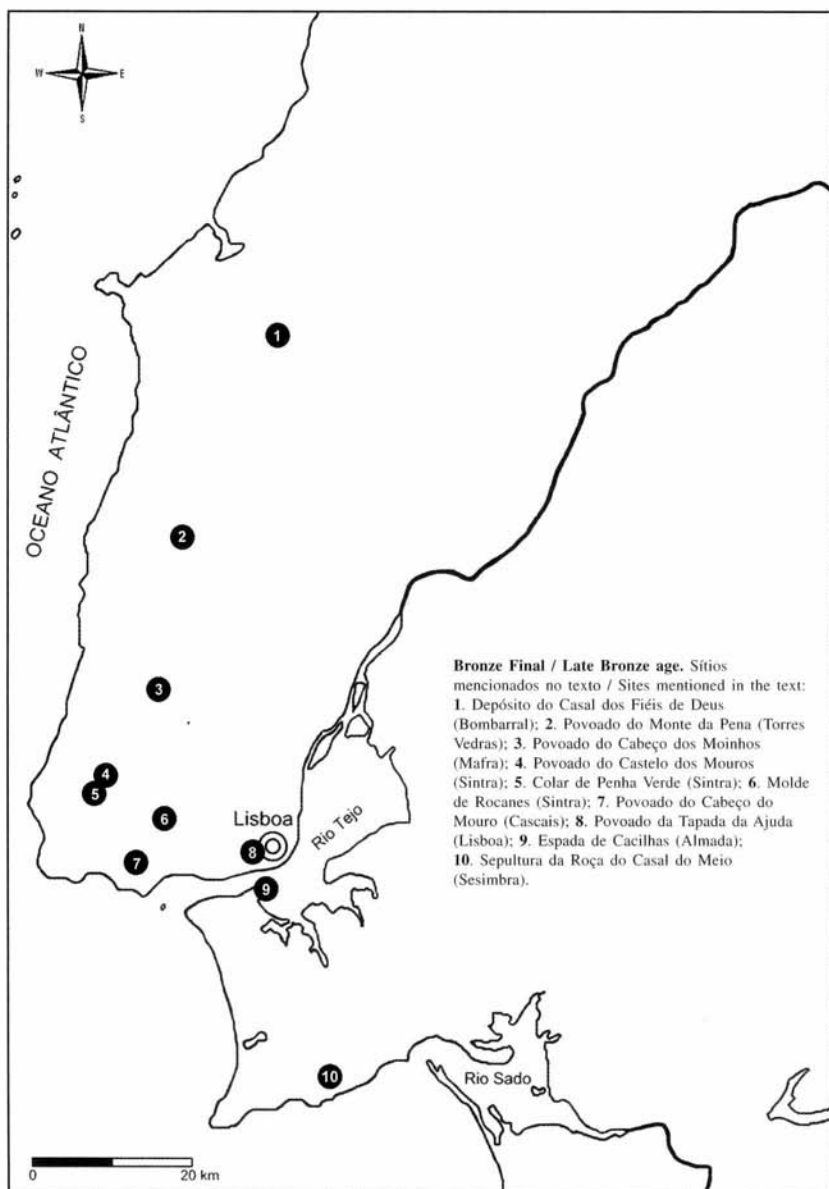 N
W E
S
1
OCEANO ATLÂNTICO
2
3
4
5
6
Lisboa
8
Rio Tejo
7
9
Bronze Final / Late Bronze age. Sítios
mencionados no texto / Sites mentioned in the text:
1. Depósito do Casal dos Fiéis de Deus
(Bombarral); 2. Povoado do Monte da Pena (Torres
Vedras); 3. Povoado do Cabeço dos Moinhos
(Mafra); 4. Povoado do Castelo dos Mouros
(Sintra); 5. Colar de Penha Verde (Sintra); 6. Molde
de Rocanes (Sintra); 7. Povoado do Cabeço do
Mouro (Cascais); 8. Povoado da Tapada da Ajuda
(Lisboa); 9. Espada de Cacilhas (Almada);
10. Sepultura da Roça do Casal do Meio
(Sesimbra).
10
Rio Sado
0 20 km